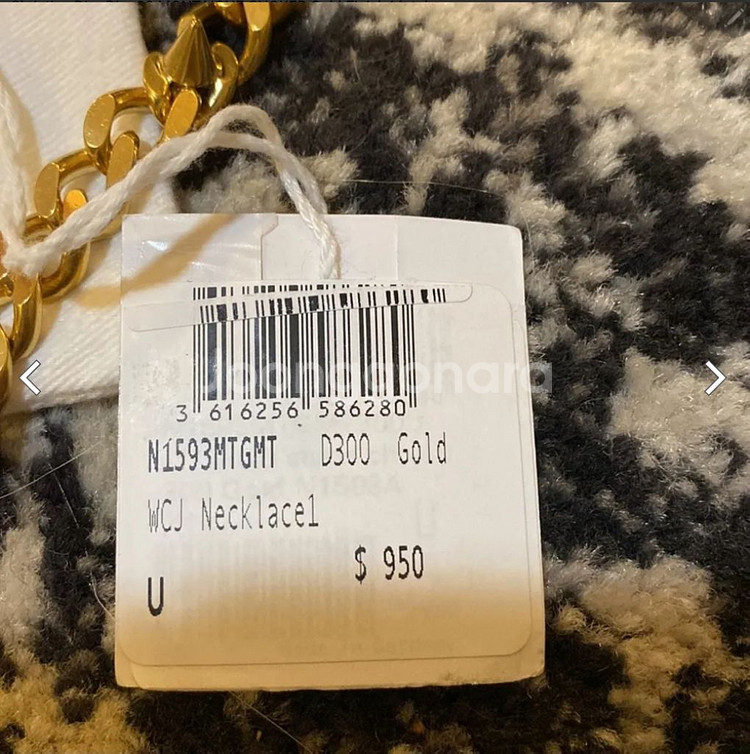 3 616256 586280
N1593MTGMT D300 Gold
WCJ Necklace1
$ 950
U